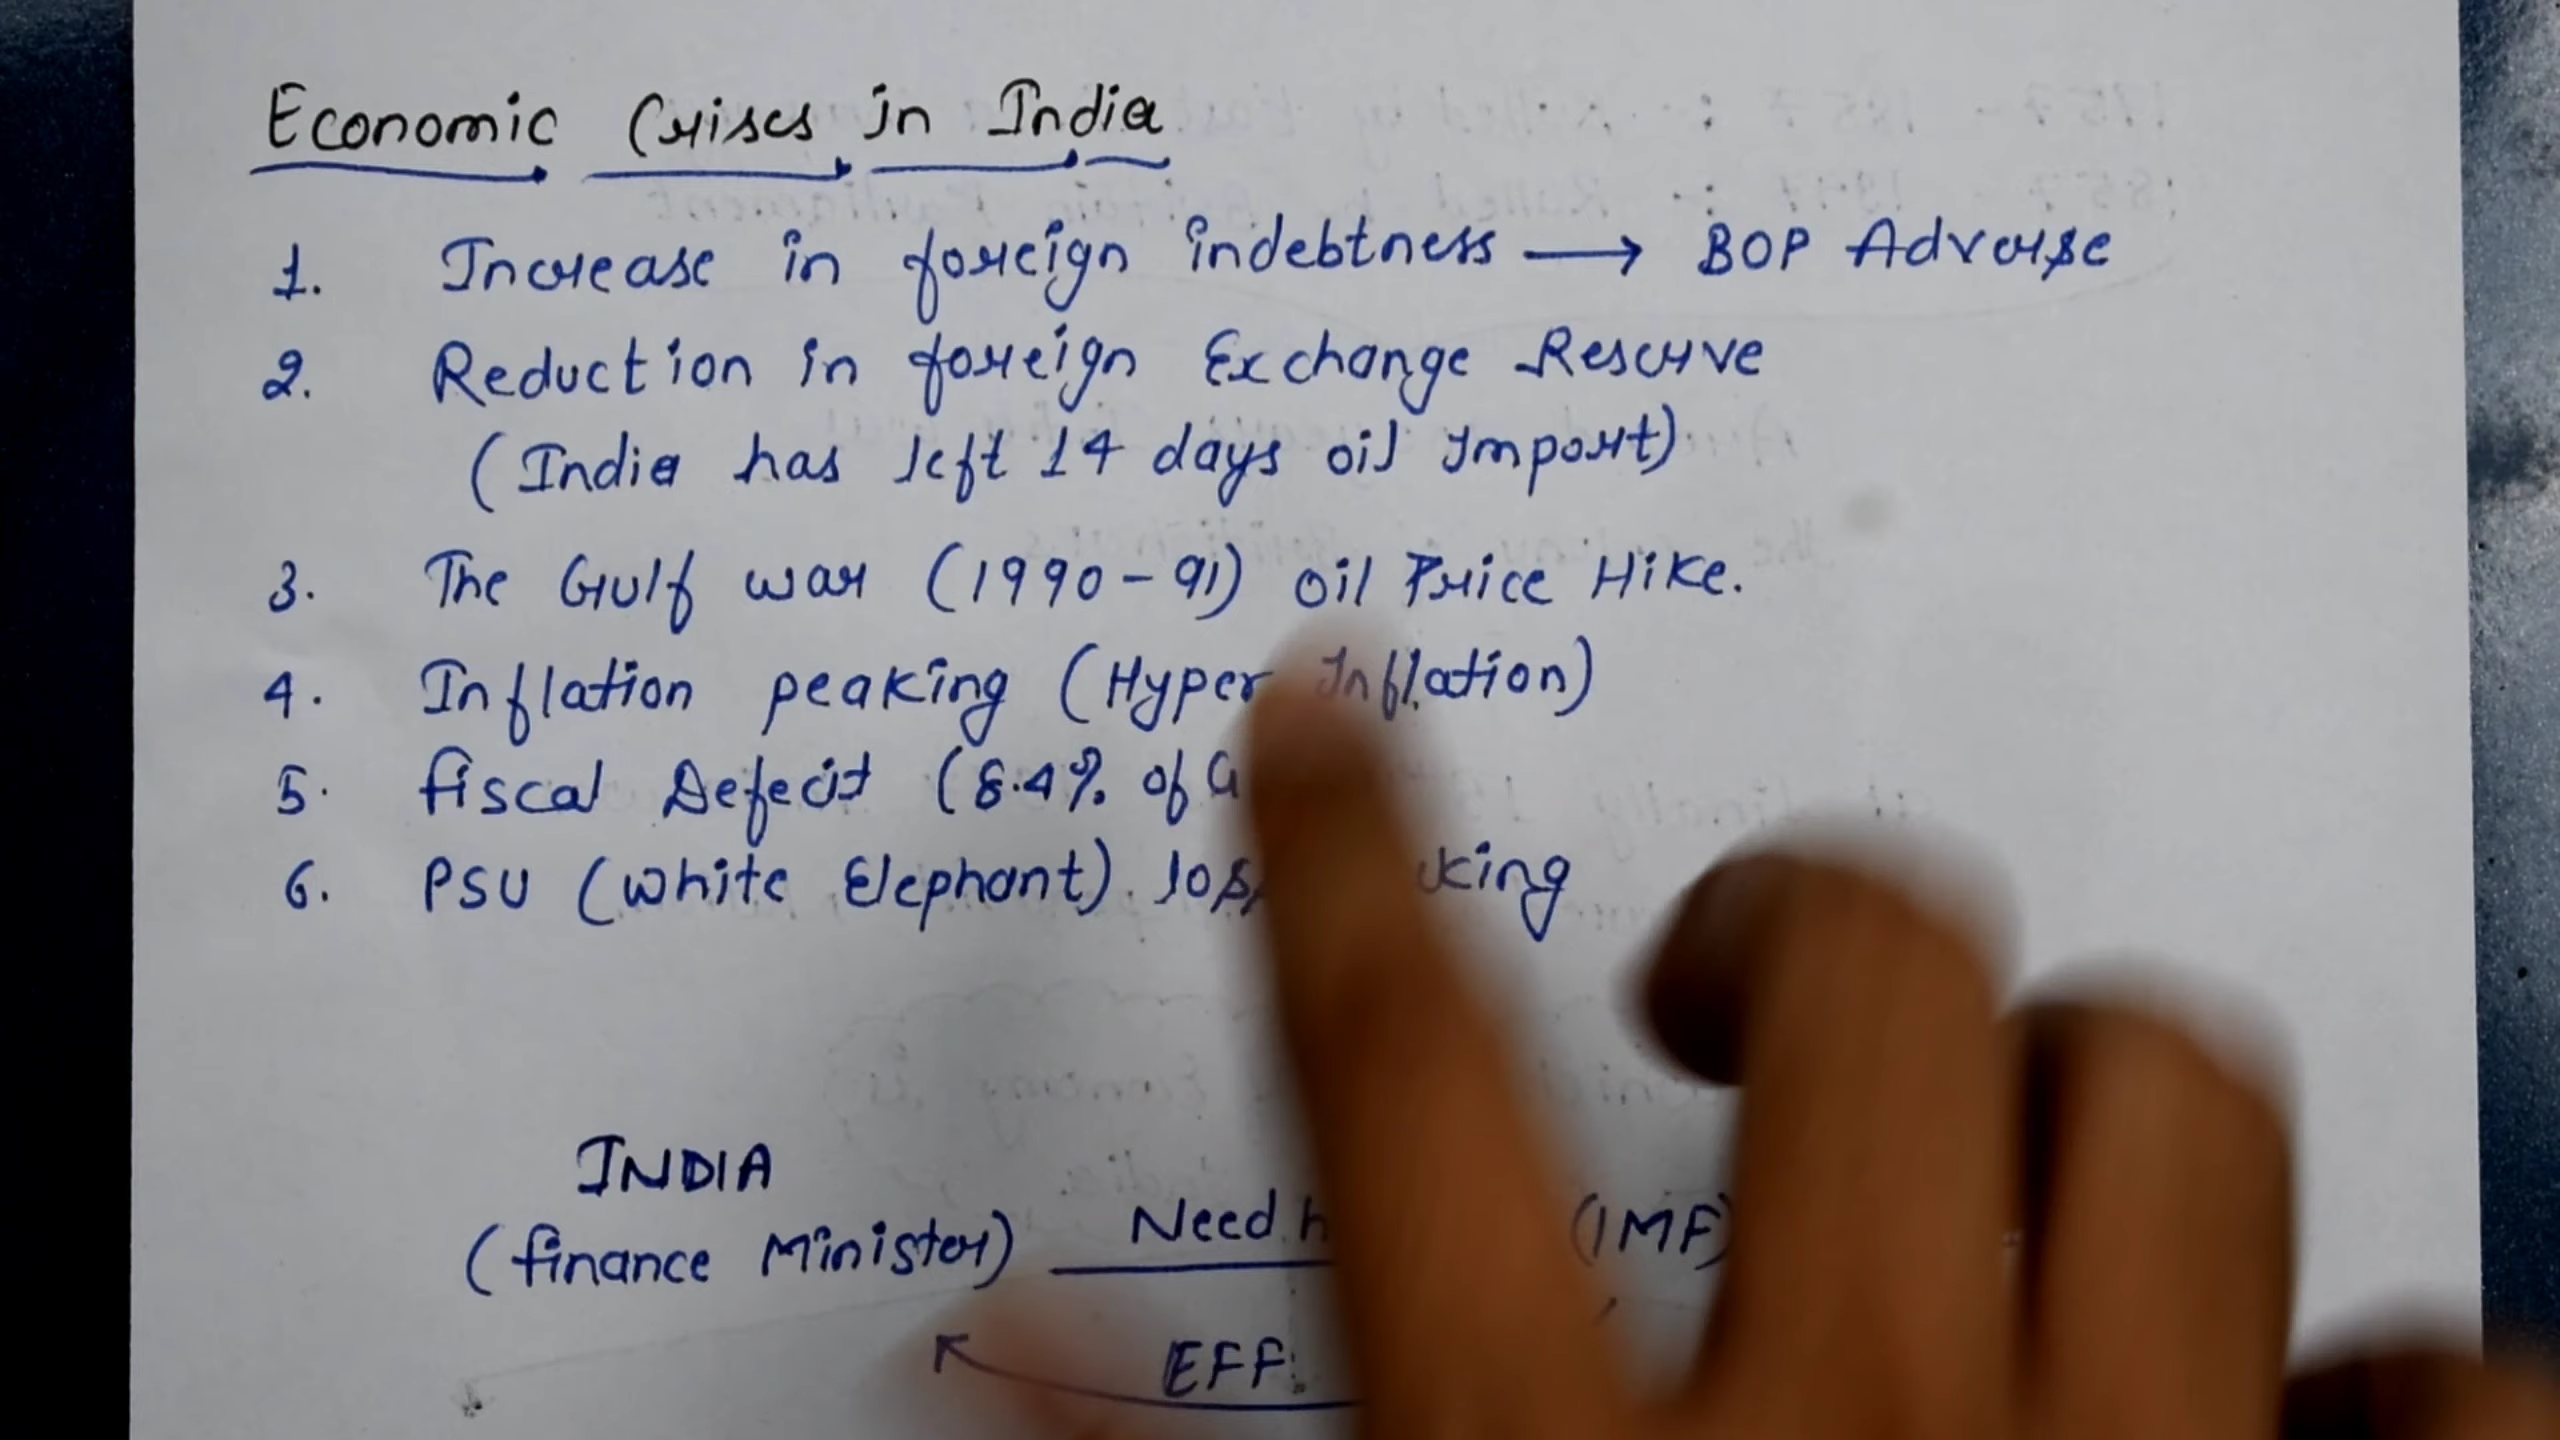 Economic Crises in India
1. Increase in foreign indebtness → BOP Adverse
2. Reduction in foreign Exchange Reserve
(India has left 14 days oil Import)
3. The Gulf war (1990-91) oil Price Hike.
4. Inflation peaking (Hyper Inflation)
5. fiscal Defecit (8.4% of
6. PSU (White Elephant)
INDIA
(finance Minister) Need (IMF)
EFF